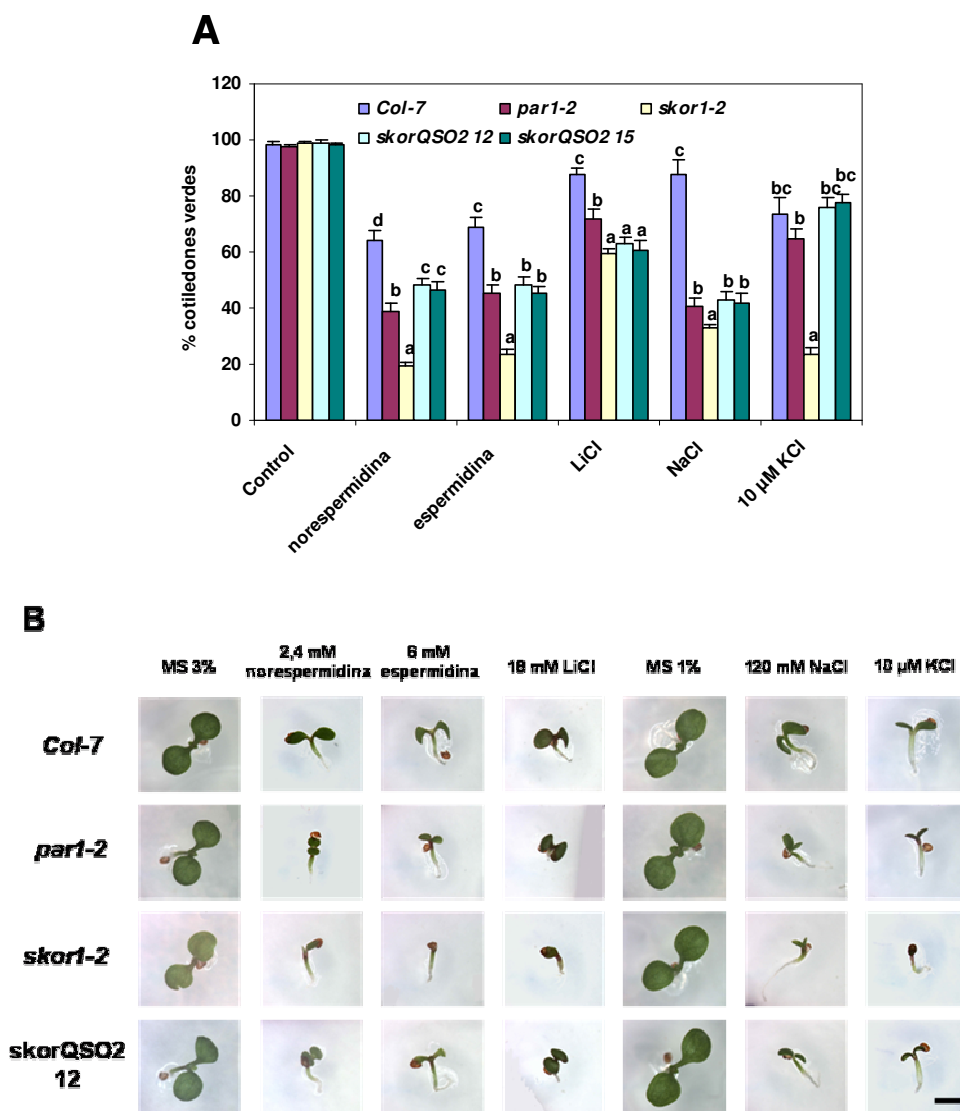 A
120
100
80
60
40
20
0
% cotiledones verdes
Col-7 par1-2 skor1-2
skorQSO2 12 skorQSO2 15
d b a c c
c b a b b
c b a a a
c b a b b
bc b a bc bc
Control norespermidina espermidina LiCl NaCl 10 µM KCl
B
MS 3% 2,4 mM norespermidina 6 mM espermidina 18 mM LiCl MS 1% 120 mM NaCl 10 µM KCl
Col-7
par1-2
skor1-2
skorQSO2
12